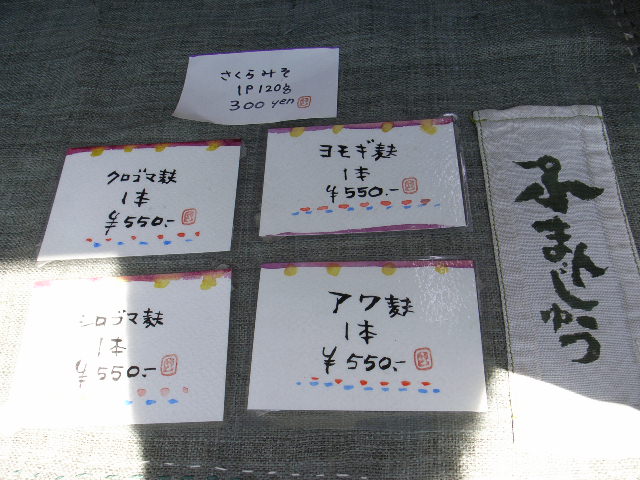 さくらみそ
1P 120g
300 yen
クロゴマ麸
1本
¥550.-
ヨモギ麸
1本
¥550.-
シロゴマ麸
1本
¥550.-
アワ麸
1本
¥550.-
ふまんじゅう